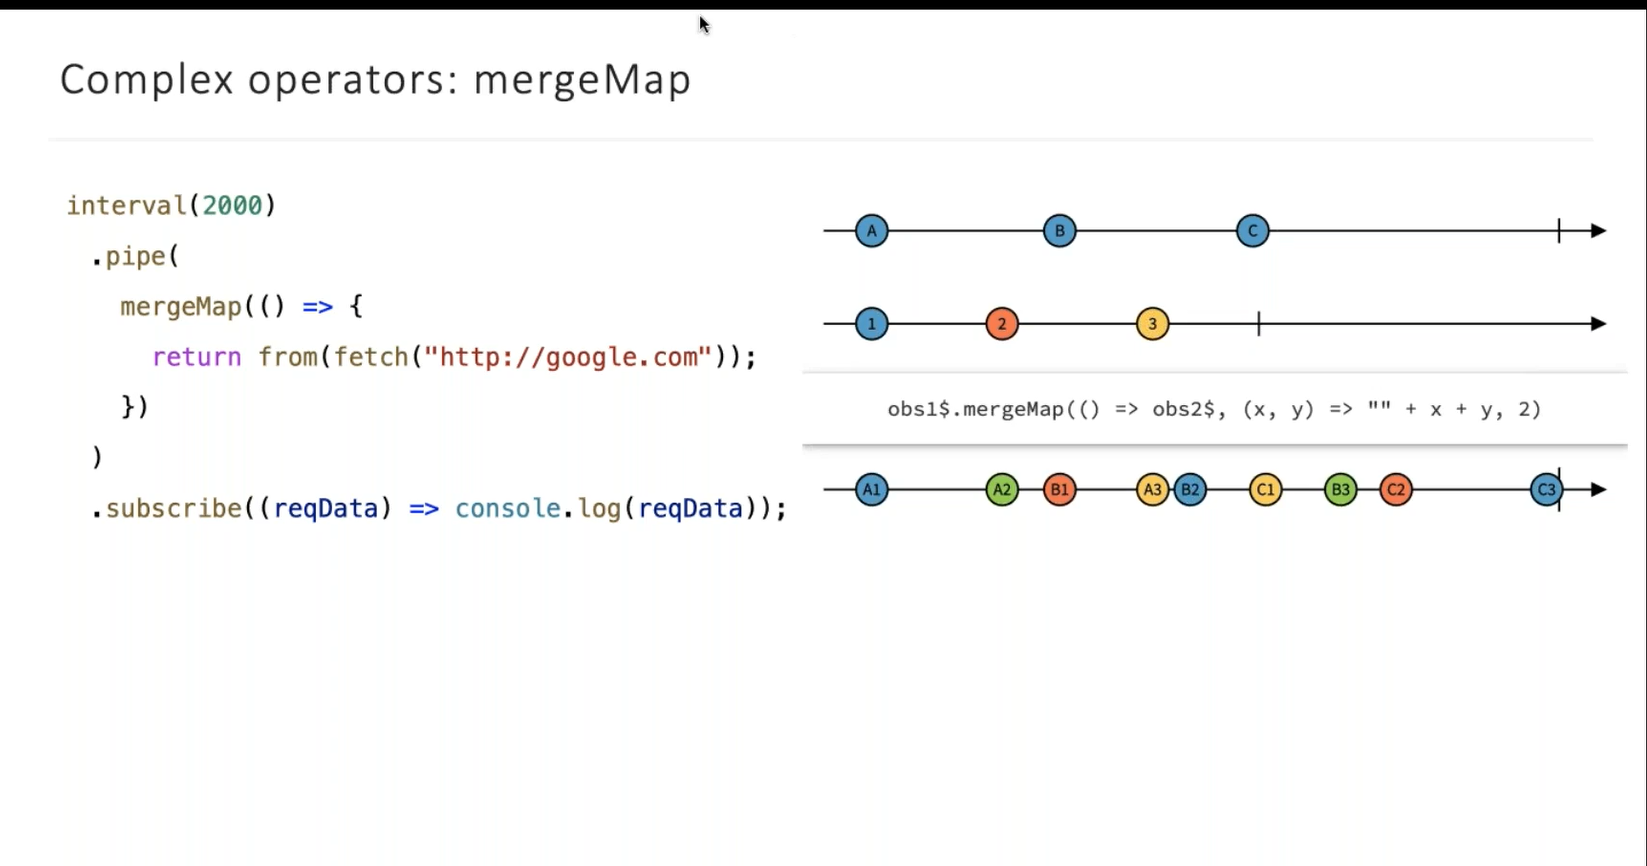 Complex operators: mergeMap
interval(2000)
.pipe(
mergeMap(() => {
return from(fetch("http://google.com"));
})
)
.subscribe((reqData) => console.log(reqData));
A B C
1 2 3
obs1$.mergeMap(() => obs2$, (x, y) => "" + x + y, 2)
A1 A2 B1 A3 B2 C1 B3 C2 C3